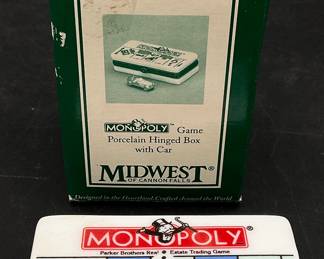 MONOPOLY™ Game
Porcelain Hinged Box
with Car
MIDWEST®
OF CANNON FALLS
Designed in the Heartland Crafted around the World
MONOPOLY®
Parker Brothers Real Estate Trading Game